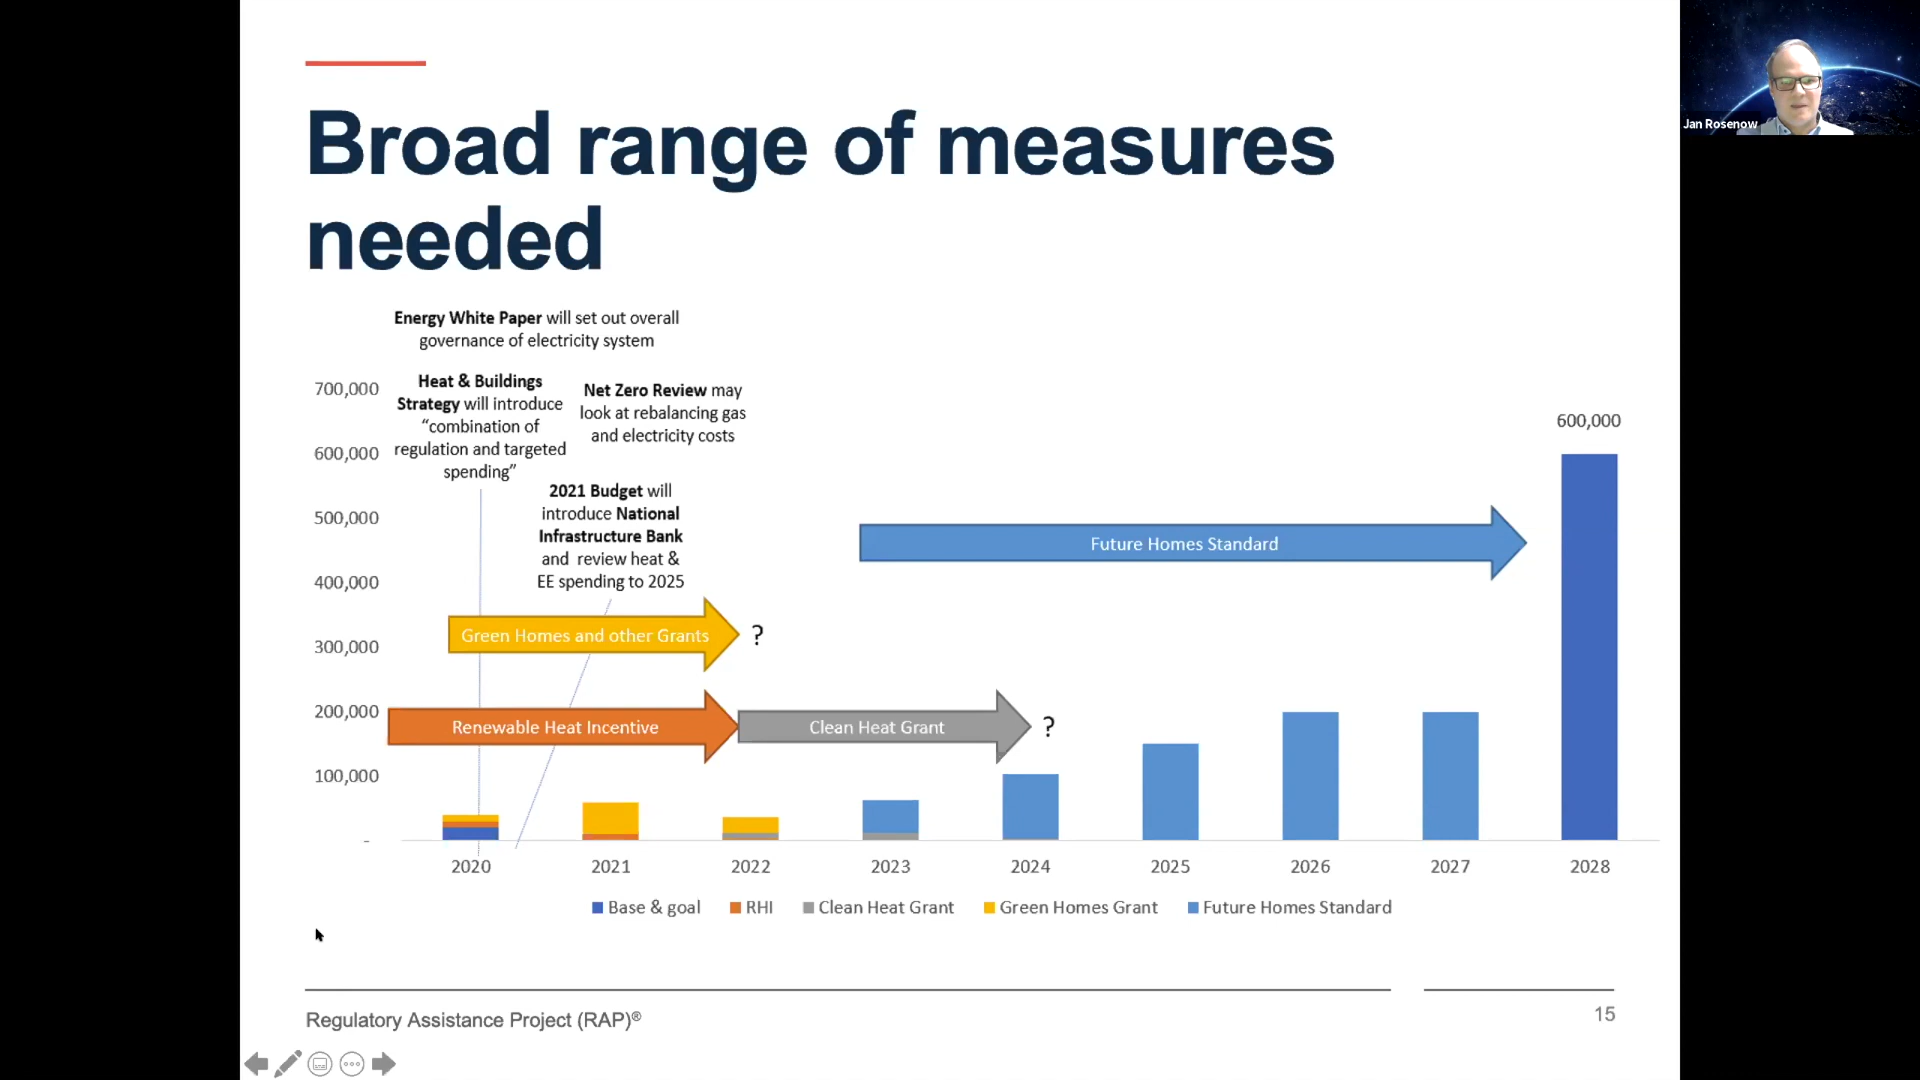 Broad range of measures
needed
Jan Rosenow
Energy White Paper will set out overall
governance of electricity system
Heat & Buildings
Strategy will introduce
“combination of
regulation and targeted
spending”
Net Zero Review may
look at rebalancing gas
and electricity costs
2021 Budget will
introduce National
Infrastructure Bank
and review heat &
EE spending to 2025
700,000
600,000
500,000
400,000
300,000
200,000
100,000
-
600,000
Future Homes Standard
Green Homes and other Grants
?
Renewable Heat Incentive
Clean Heat Grant
?
2020 2021 2022 2023 2024 2025 2026 2027 2028
Base & goal RHI Clean Heat Grant Green Homes Grant Future Homes Standard
Regulatory Assistance Project (RAP)®
15